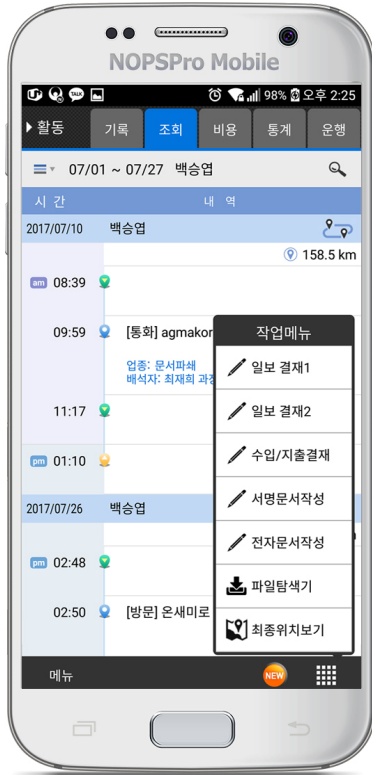 NOPSPro Mobile
TALK 98% 오후 2:25
활동 기록 조회 비용 통계 운행
07/01 ~ 07/27 백승엽
시 간 내 역
2017/07/10 백승엽
158.5 km
am 08:39
09:59 [통화] agmakor
업종: 문서파쇄
배석자: 최재희 과장
11:17
pm 01:10
2017/07/26 백승엽
pm 02:48
02:50 [방문] 온새미로
작업메뉴
일보 결재1
일보 결재2
수입/지출결재
서명문서작성
전자문서작성
파일탐색기
최종위치보기
메뉴 NEW